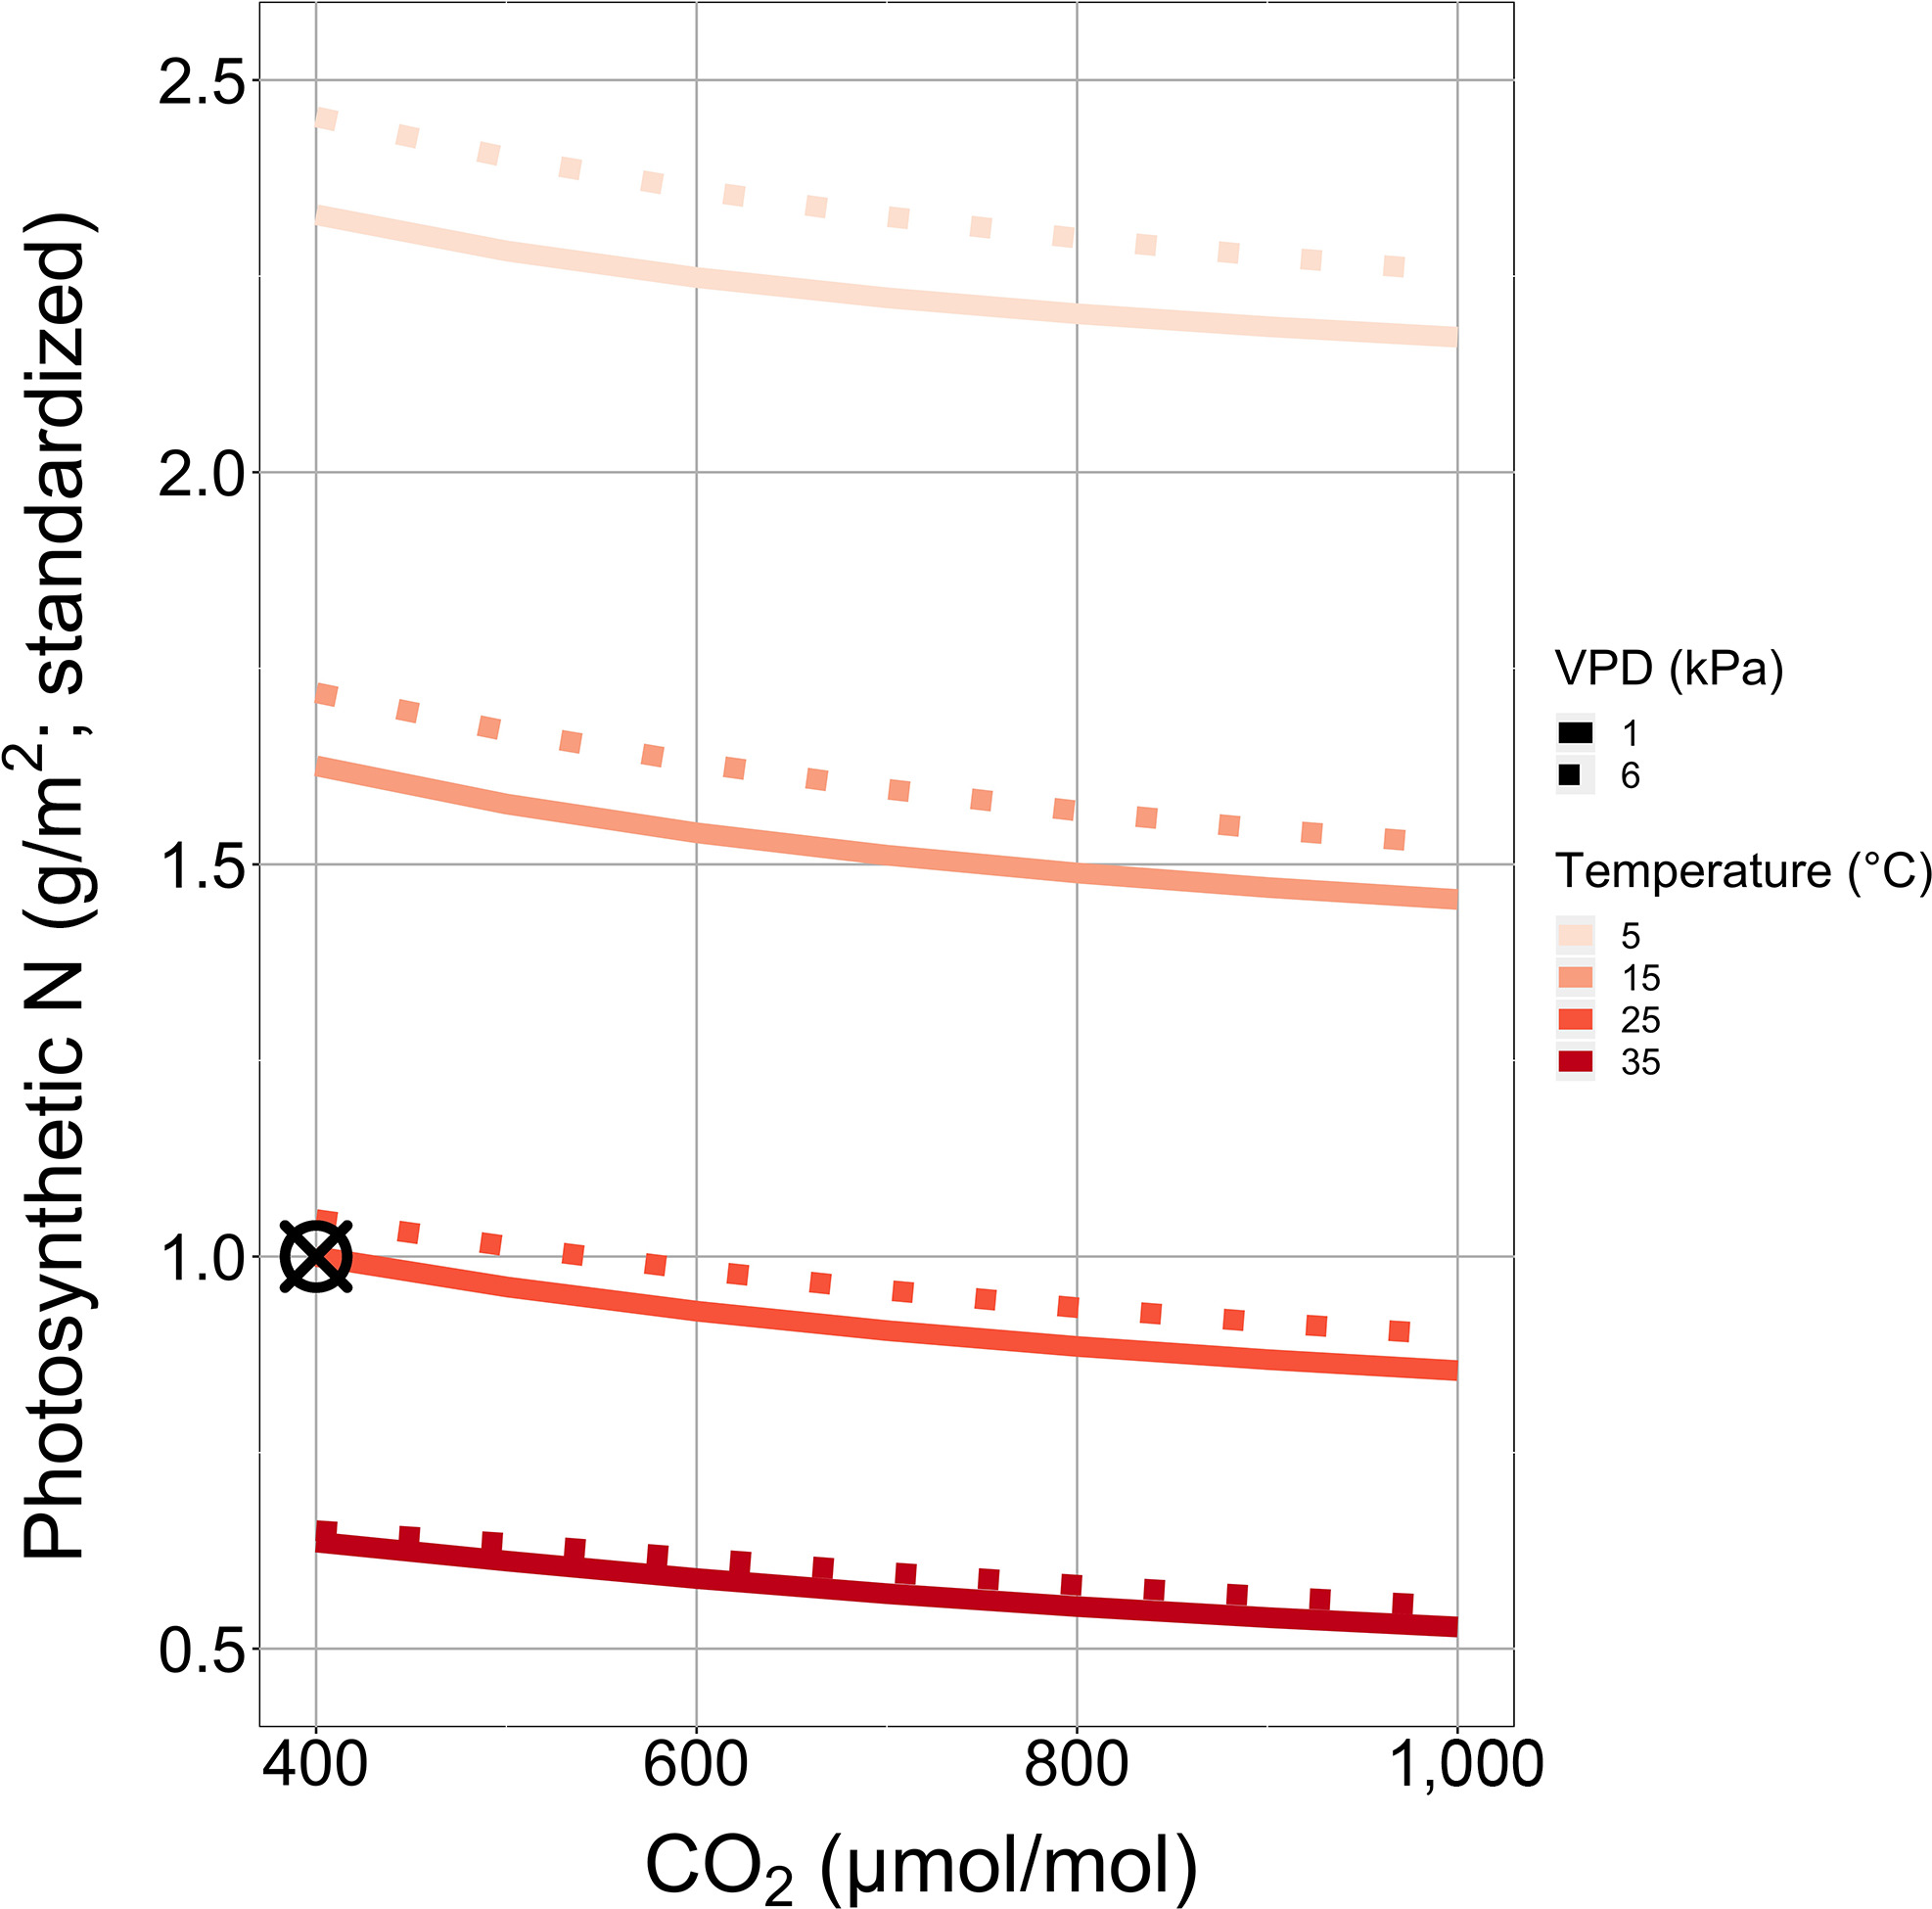 Photosynthetic N (g/m²; standardized)
2.5
2.0
1.5
1.0
0.5
400 600 800 1,000
CO₂ (μmol/mol)
VPD (kPa)
1
6
Temperature (°C)
5
15
25
35